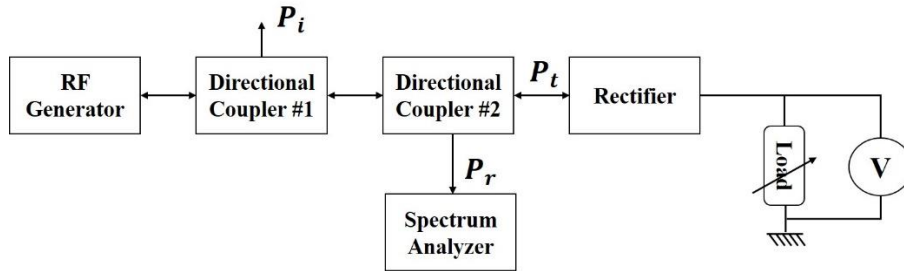 P_i
RF
Generator
Directional
Coupler #1
Directional
Coupler #2
P_t
Rectifier
Load
V
P_r
Spectrum
Analyzer